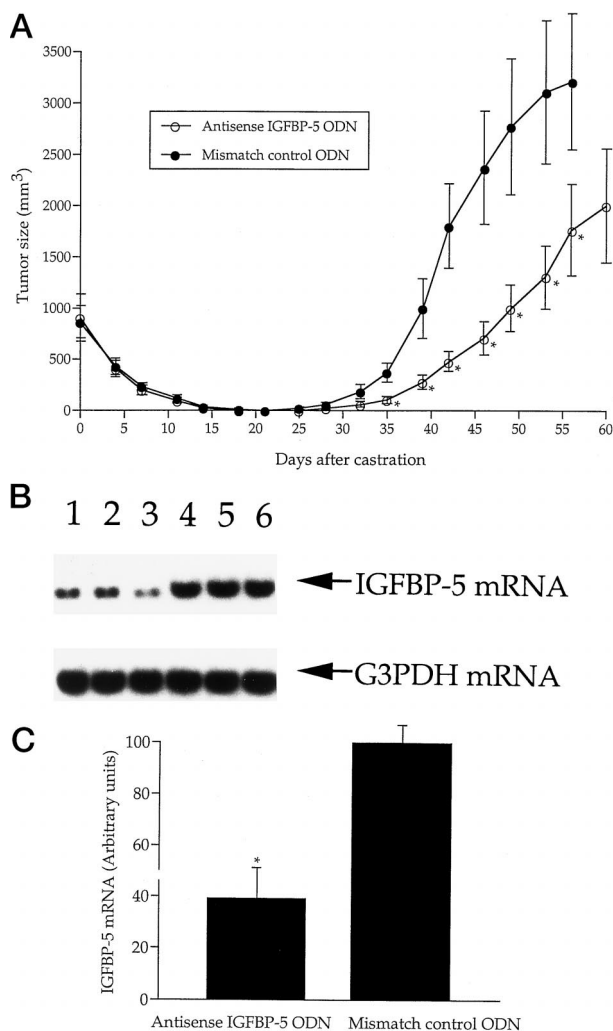 A
3500
3000
2500
2000
1500
1000
500
0
Tumor size (mm3)
Antisense IGFBP-5 ODN
Mismatch control ODN
* * * * * * *
0 5 10 15 20 25 30 35 40 45 50 55 60
Days after castration
B
1 2 3 4 5 6
IGFBP-5 mRNA
G3PDH mRNA
C
100
80
60
40
20
0
IGFBP-5 mRNA (Arbitrary units)
*
Antisense IGFBP-5 ODN Mismatch control ODN